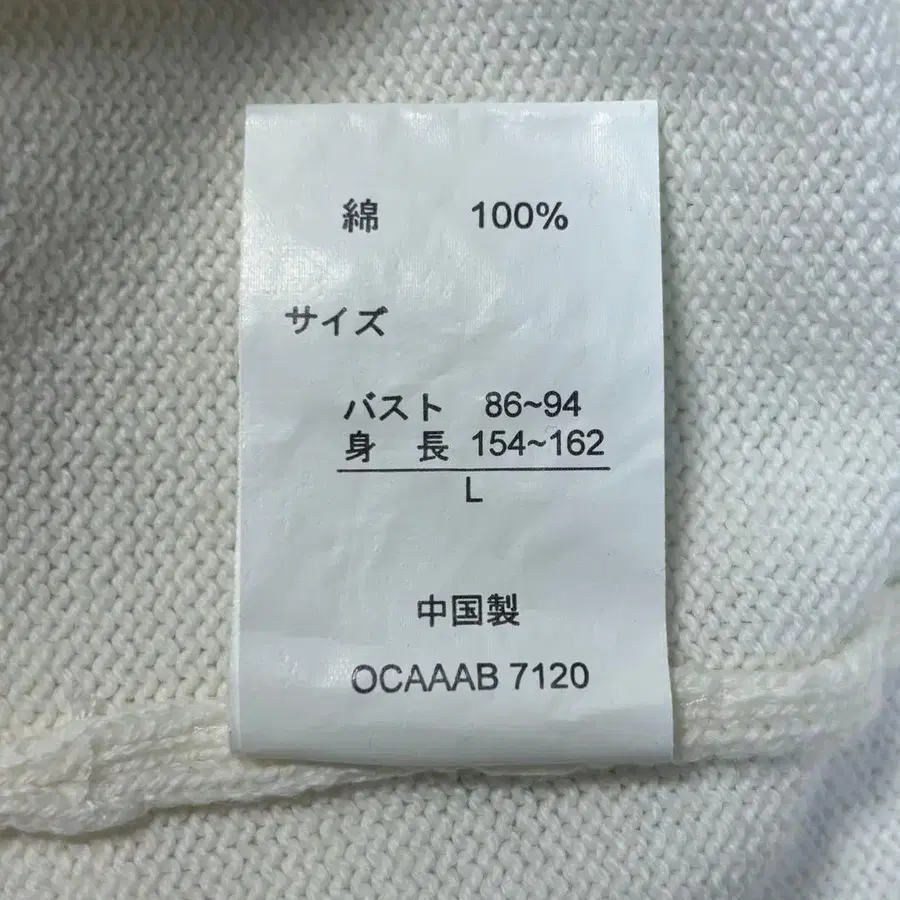 綿 100%
サイズ
バスト 86~94
身 長 154~162
L
中国製
OCAAAB 7120